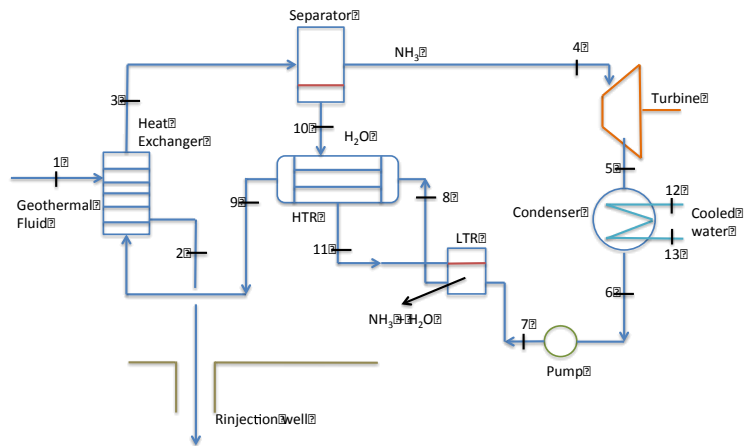 Separator
NH₃
4
3
Heat
Exchanger
Turbine
10
H₂O
1
5
12
Geothermal
Fluid
9
8
Condenser
Cooled
water
HTR
2
11
LTR
13
6
NH₃ + H₂O
7
Pump
Rinjection well